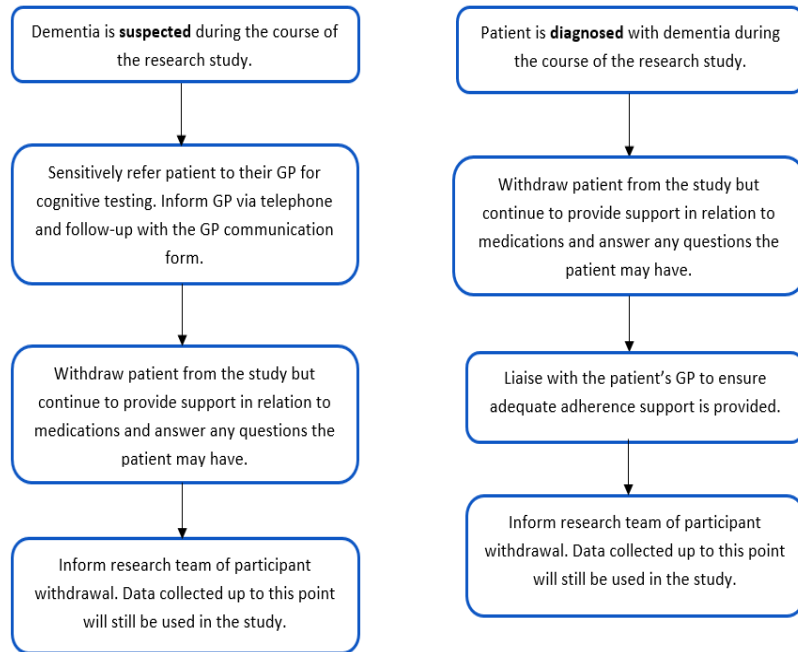 Dementia is suspected during the course of
the research study.
Sensitively refer patient to their GP for
cognitive testing. Inform GP via telephone
and follow-up with the GP communication
form.
Withdraw patient from the study but
continue to provide support in relation to
medications and answer any questions the
patient may have.
Inform research team of participant
withdrawal. Data collected up to this point
will still be used in the study.
Patient is diagnosed with dementia during
the course of the research study.
Withdraw patient from the study but
continue to provide support in relation to
medications and answer any questions the
patient may have.
Liaise with the patient’s GP to ensure
adequate adherence support is provided.
Inform research team of participant
withdrawal. Data collected up to this point
will still be used in the study.